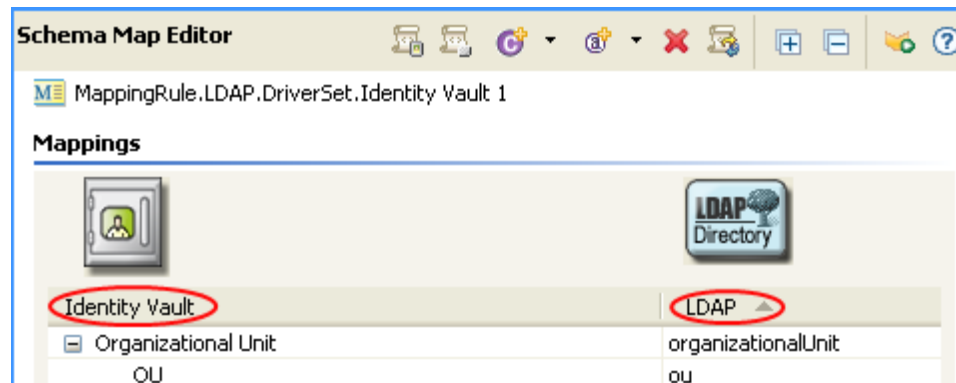 Schema Map Editor
MappingRule.LDAP.DriverSet.Identity Vault 1
Mappings
LDAP
Directory
Identity Vault LDAP
Organizational Unit organizationalUnit
OU ou